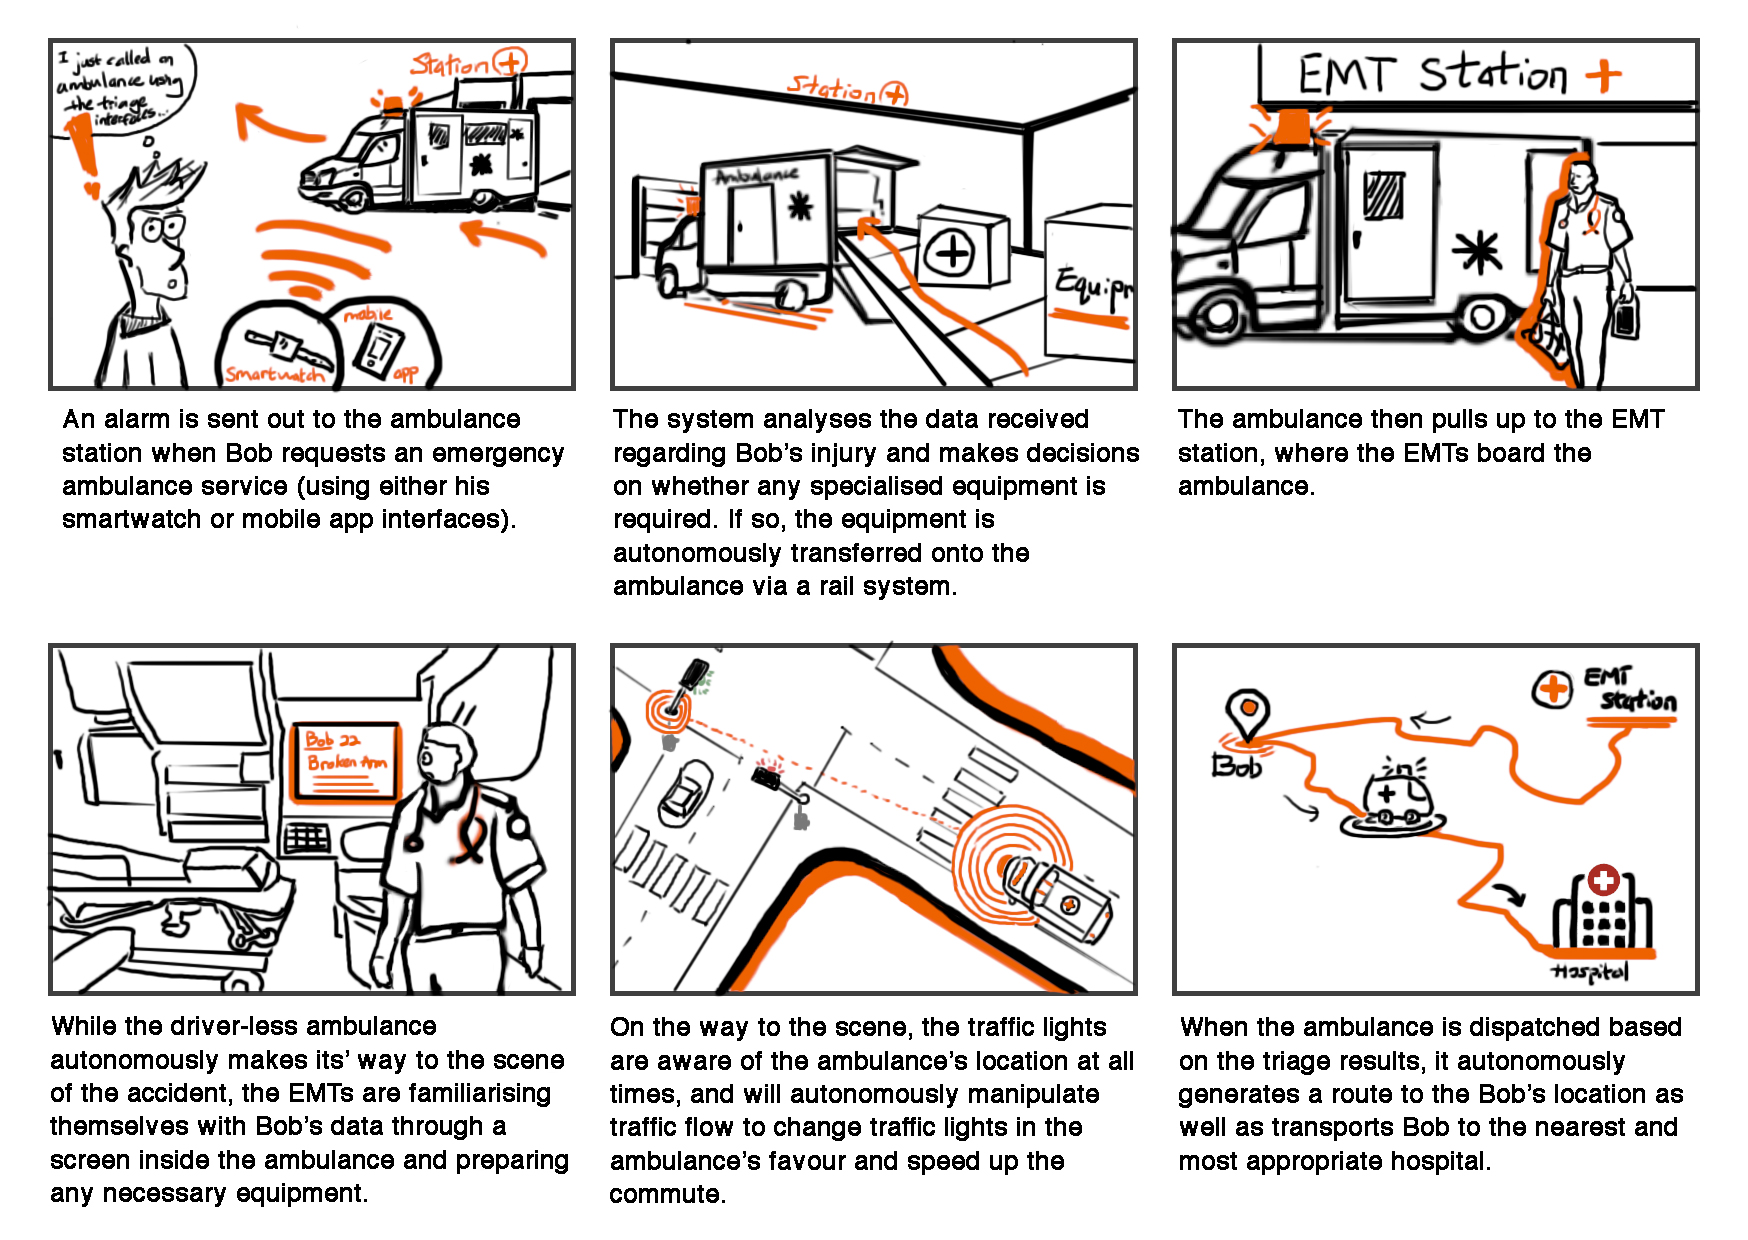 I just called an
ambulance using
the triage
interfaces...
Station
Smartwatch
mobile
app
An alarm is sent out to the ambulance
station when Bob requests an emergency
ambulance service (using either his
smartwatch or mobile app interfaces).
Station
Ambulance
Equipr
The system analyses the data received
regarding Bob's injury and makes decisions
on whether any specialised equipment is
required. If so, the equipment is
autonomously transferred onto the
ambulance via a rail system.
EMT Station
The ambulance then pulls up to the EMT
station, where the EMTs board the
ambulance.
Bob 22
Broken Arm
While the driver-less ambulance
autonomously makes its' way to the scene
of the accident, the EMTs are familiarising
themselves with Bob's data through a
screen inside the ambulance and preparing
any necessary equipment.
On the way to the scene, the traffic lights
are aware of the ambulance's location at all
times, and will autonomously manipulate
traffic flow to change traffic lights in the
ambulance's favour and speed up the
commute.
EMT
Station
Bob
Hospital
When the ambulance is dispatched based
on the triage results, it autonomously
generates a route to the Bob's location as
well as transports Bob to the nearest and
most appropriate hospital.